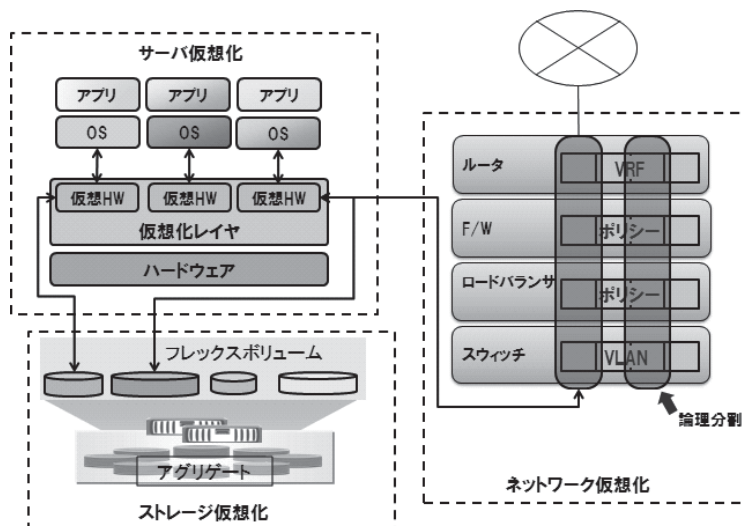 サーバ仮想化
アプリ アプリ アプリ
OS OS OS
仮想HW 仮想HW 仮想HW
仮想化レイヤ
ハードウェア
フレックスボリューム
アグリゲート
ストレージ仮想化
ルータ VRF
F/W ポリシー
ロードバランサ ポリシー
スウィッチ VLAN
論理分割
ネットワーク仮想化